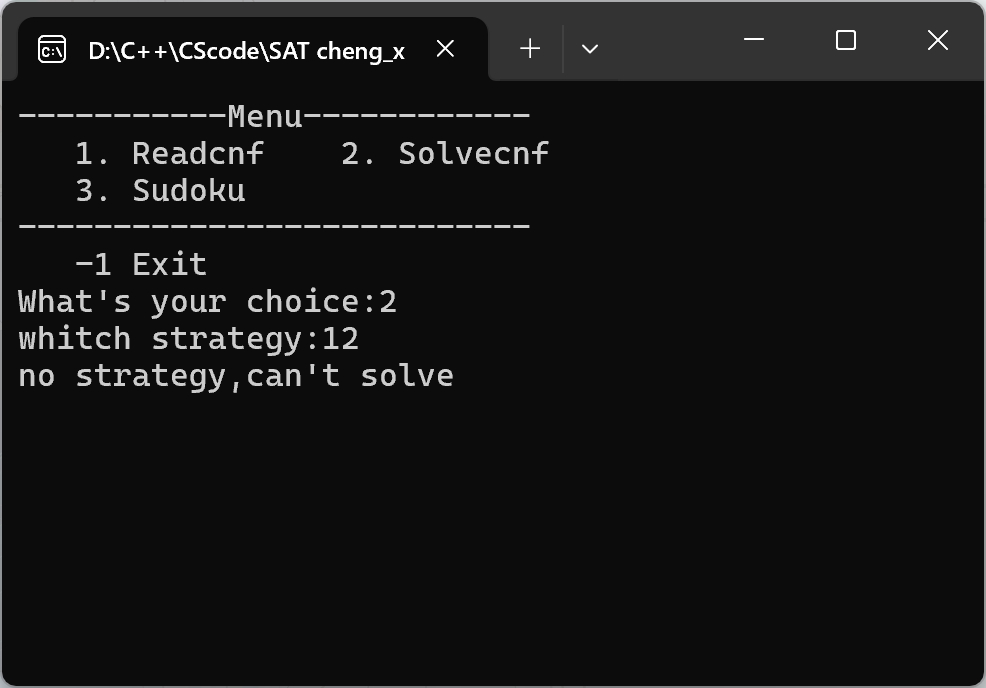 D:\C++\CScode\SAT cheng_x
-----------Menu------------
1. Readcnf    2. Solvecnf
3. Sudoku
---------------------------
-1 Exit
What's your choice:2
whitch strategy:12
no strategy,can't solve